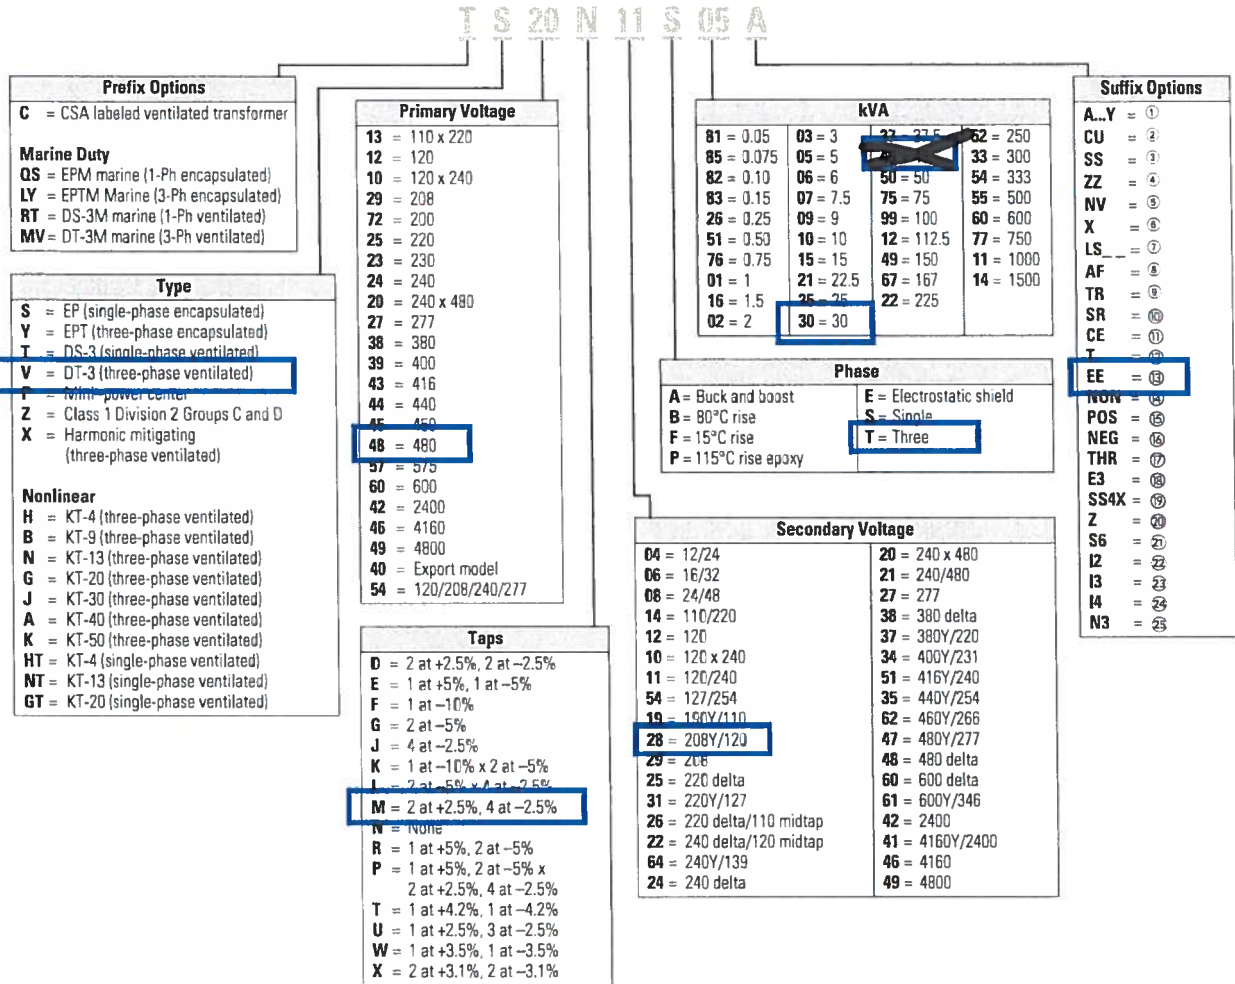 T S 20 N 11 S 05 A
Prefix Options
C = CSA labeled ventilated transformer
Marine Duty
QS = EPM marine (1-Ph encapsulated)
LY = EPTM Marine (3-Ph encapsulated)
RT = DS-3M marine (1-Ph ventilated)
MV = DT-3M marine (3-Ph ventilated)
Type
S = EP (single-phase encapsulated)
Y = EPT (three-phase encapsulated)
T = DS-3 (single-phase ventilated)
V = DT-3 (three-phase ventilated)
P = Mini-power center
Z = Class 1 Division 2 Groups C and D
X = Harmonic mitigating
(three-phase ventilated)
Nonlinear
H = KT-4 (three-phase ventilated)
B = KT-9 (three-phase ventilated)
N = KT-13 (three-phase ventilated)
G = KT-20 (three-phase ventilated)
J = KT-30 (three-phase ventilated)
A = KT-40 (three-phase ventilated)
K = KT-50 (three-phase ventilated)
HT = KT-4 (single-phase ventilated)
NT = KT-13 (single-phase ventilated)
GT = KT-20 (single-phase ventilated)
Primary Voltage
13 = 110 x 220
12 = 120
10 = 120 x 240
29 = 208
72 = 200
25 = 220
23 = 230
24 = 240
20 = 240 x 480
27 = 277
38 = 380
39 = 400
43 = 416
44 = 440
45 = 450
48 = 480
57 = 575
60 = 600
42 = 2400
46 = 4160
49 = 4800
40 = Export model
54 = 120/208/240/277
Taps
D = 2 at +2.5%, 2 at –2.5%
E = 1 at +5%, 1 at –5%
F = 1 at –10%
G = 2 at –5%
J = 4 at –2.5%
K = 1 at –10% x 2 at –5%
L = 2 at –5% x 4 at –2.5%
M = 2 at +2.5%, 4 at –2.5%
N = None
R = 1 at +5%, 2 at –5%
P = 1 at +5%, 2 at –5% x
2 at +2.5%, 4 at –2.5%
T = 1 at +4.2%, 1 at –4.2%
U = 1 at +2.5%, 3 at –2.5%
W = 1 at +3.5%, 1 at –3.5%
X = 2 at +3.1%, 2 at –3.1%
kVA
81 = 0.05
85 = 0.075
82 = 0.10
83 = 0.15
26 = 0.25
51 = 0.50
76 = 0.75
01 = 1
16 = 1.5
02 = 2
03 = 3
05 = 5
06 = 6
07 = 7.5
09 = 9
10 = 10
15 = 15
21 = 22.5
25 = 25
30 = 30
37 = 37.5
50 = 50
75 = 75
99 = 100
12 = 112.5
49 = 150
67 = 167
22 = 225
52 = 250
33 = 300
54 = 333
55 = 500
60 = 600
77 = 750
11 = 1000
14 = 1500
Phase
A = Buck and boost
B = 80°C rise
F = 15°C rise
P = 115°C rise epoxy
E = Electrostatic shield
S = Single
T = Three
Secondary Voltage
04 = 12/24
06 = 16/32
08 = 24/48
14 = 110/220
12 = 120
10 = 120 x 240
11 = 120/240
54 = 127/254
19 = 190Y/110
28 = 208Y/120
29 = 208
25 = 220 delta
31 = 220Y/127
26 = 220 delta/110 midtap
22 = 240 delta/120 midtap
64 = 240Y/139
24 = 240 delta
20 = 240 x 480
21 = 240/480
27 = 277
38 = 380 delta
37 = 380Y/220
34 = 400Y/231
51 = 416Y/240
35 = 440Y/254
62 = 460Y/266
47 = 480Y/277
48 = 480 delta
60 = 600 delta
61 = 600Y/346
42 = 2400
41 = 4160Y/2400
46 = 4160
49 = 4800
Suffix Options
A...Y = ①
CU = ②
SS = ③
ZZ = ④
NV = ⑤
X = ⑥
LS_ _ = ⑦
AF = ⑧
TR = ⑨
SR = ⑩
CE = ⑪
T = ⑫
EE = ⑬
NON = ⑭
POS = ⑮
NEG = ⑯
THR = ⑰
E3 = ⑱
SS4X = ⑲
Z = ⑳
S6 = ㉑
I2 = ㉒
I3 = ㉓
I4 = ㉔
N3 = ㉕